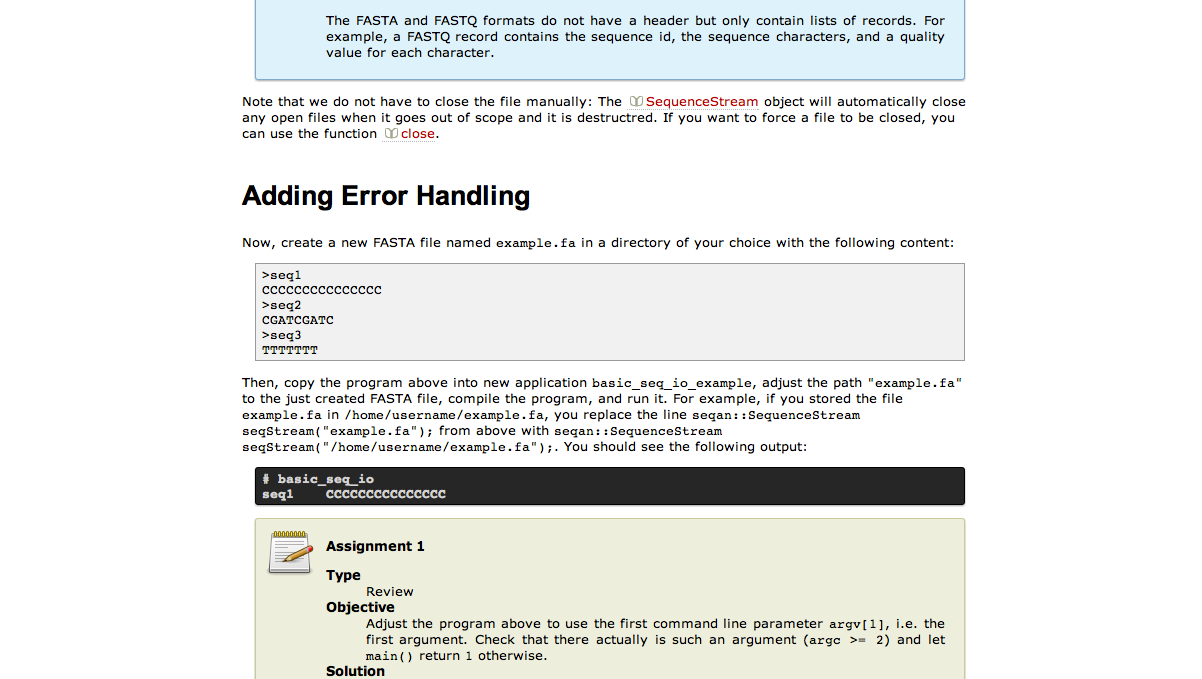 The FASTA and FASTQ formats do not have a header but only contain lists of records. For
example, a FASTQ record contains the sequence id, the sequence characters, and a quality
value for each character.
Note that we do not have to close the file manually: The SequenceStream object will automatically close
any open files when it goes out of scope and it is destructred. If you want to force a file to be closed, you
can use the function close.
Adding Error Handling
Now, create a new FASTA file named example.fa in a directory of your choice with the following content:
>seq1
CCCCCCCCCCCCCCC
>seq2
CGATCGATC
>seq3
TTTTTTT
Then, copy the program above into new application basic_seq_io_example, adjust the path "example.fa"
to the just created FASTA file, compile the program, and run it. For example, if you stored the file
example.fa in /home/username/example.fa, you replace the line seqan::SequenceStream
seqStream("example.fa"); from above with seqan::SequenceStream
seqStream("/home/username/example.fa");. You should see the following output:
# basic_seq_io
seq1    CCCCCCCCCCCCCCC
Assignment 1
Type
Review
Objective
Adjust the program above to use the first command line parameter argv[1], i.e. the
first argument. Check that there actually is such an argument (argc >= 2) and let
main() return 1 otherwise.
Solution